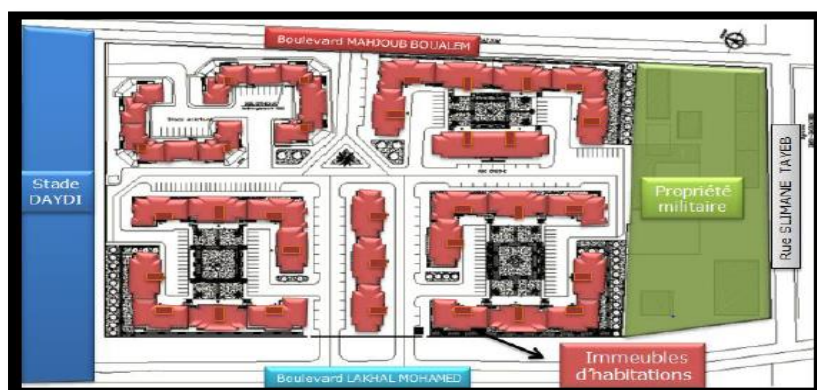 Boulevard MAHJOUB BOUALEM
Stade
DAYDI
Propriété
militaire
Rue SLIMANE TAYEB
Immeubles
d'habitations
Boulevard LAKHAL MOHAMED